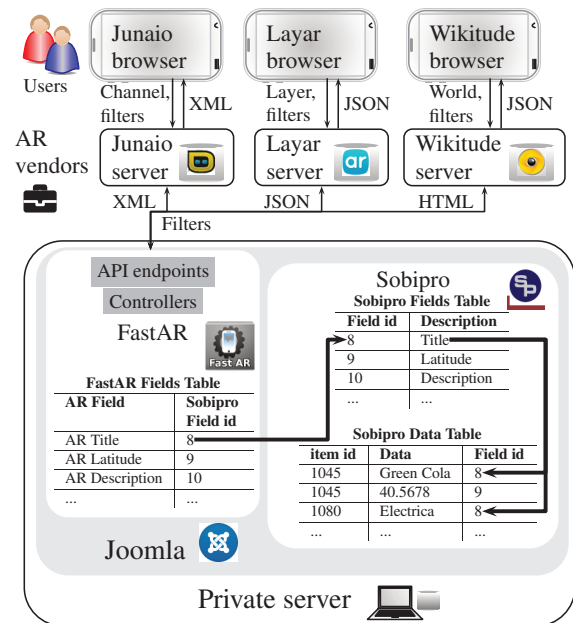 Junaio browser
Layar browser
Wikitude browser
Users
Channel, filters
XML
Layer, filters
JSON
World, filters
JSON
AR vendors
Junaio server
Layar server
ar
Wikitude server
XML
JSON
HTML
Filters
API endpoints
Controllers
FastAR
Fast AR
FastAR Fields Table
AR Field Sobipro Field id
AR Title 8
AR Latitude 9
AR Description 10
... ...
Sobipro
SP
Sobipro Fields Table
Field id Description
8 Title
9 Latitude
10 Description
... ...
Sobipro Data Table
item id Data Field id
1045 Green Cola 8
1045 40.5678 9
1080 Electrica 8
... ... ...
Joomla
Private server